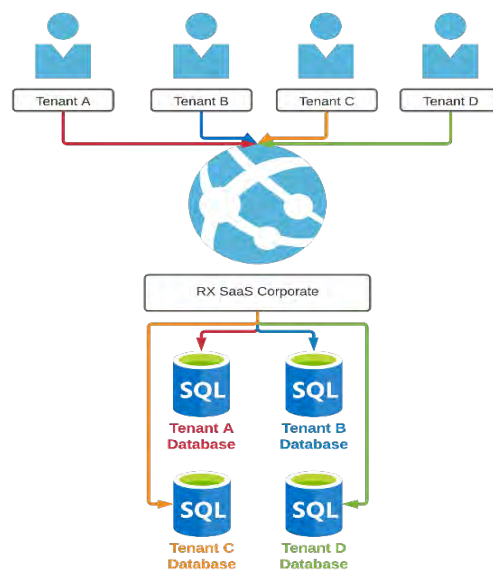 Tenant A
Tenant B
Tenant C
Tenant D
RX SaaS Corporate
SQL
SQL
Tenant A
Database
Tenant B
Database
SQL
SQL
Tenant C
Database
Tenant D
Database